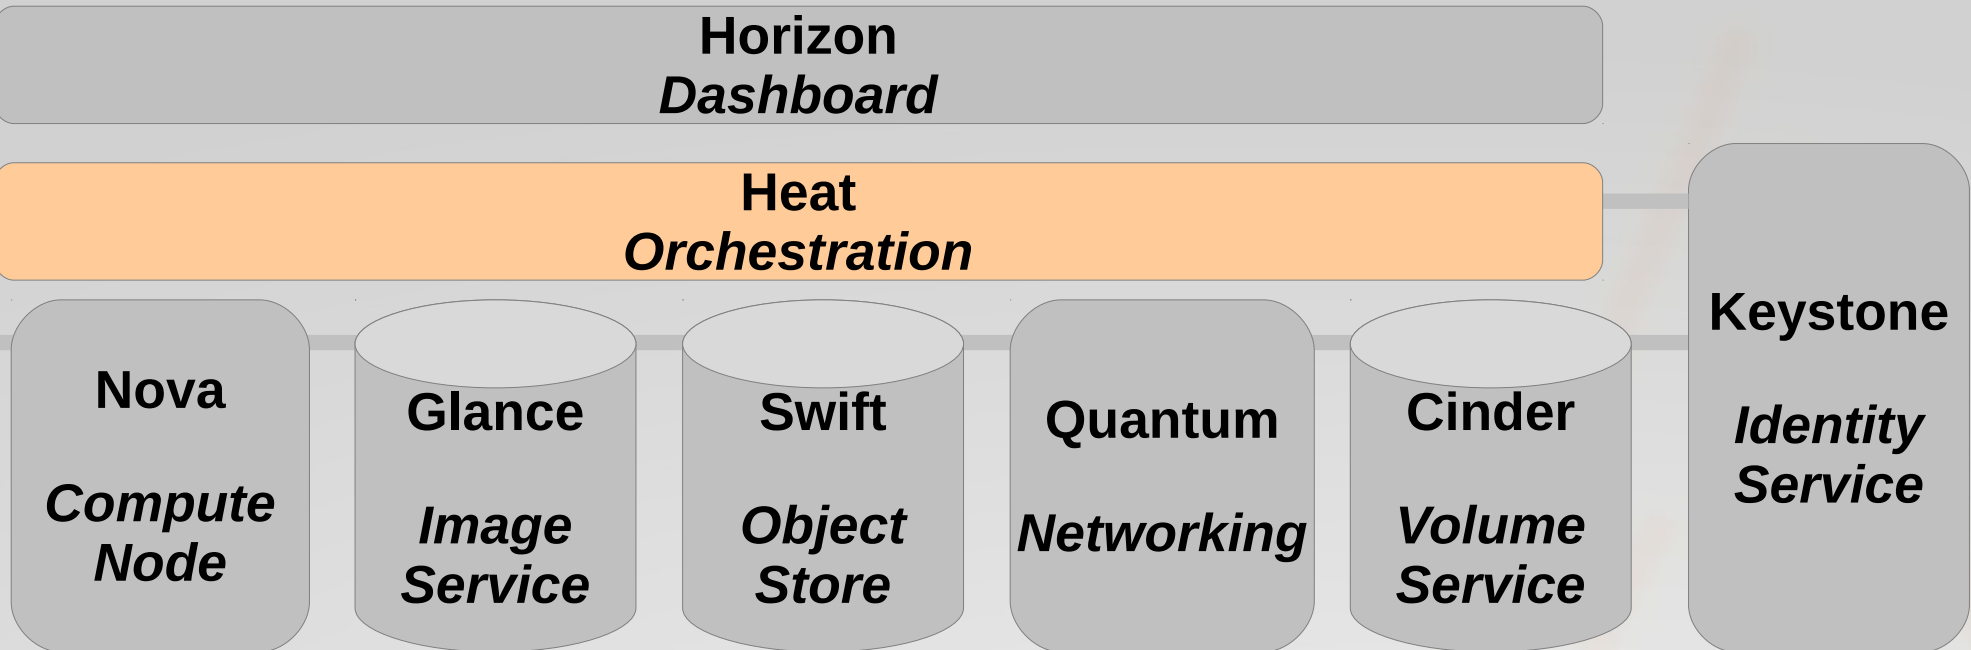 Horizon
Dashboard
Heat
Orchestration
Nova
Compute
Node
Glance
Image
Service
Swift
Object
Store
Quantum
Networking
Cinder
Volume
Service
Keystone
Identity
Service